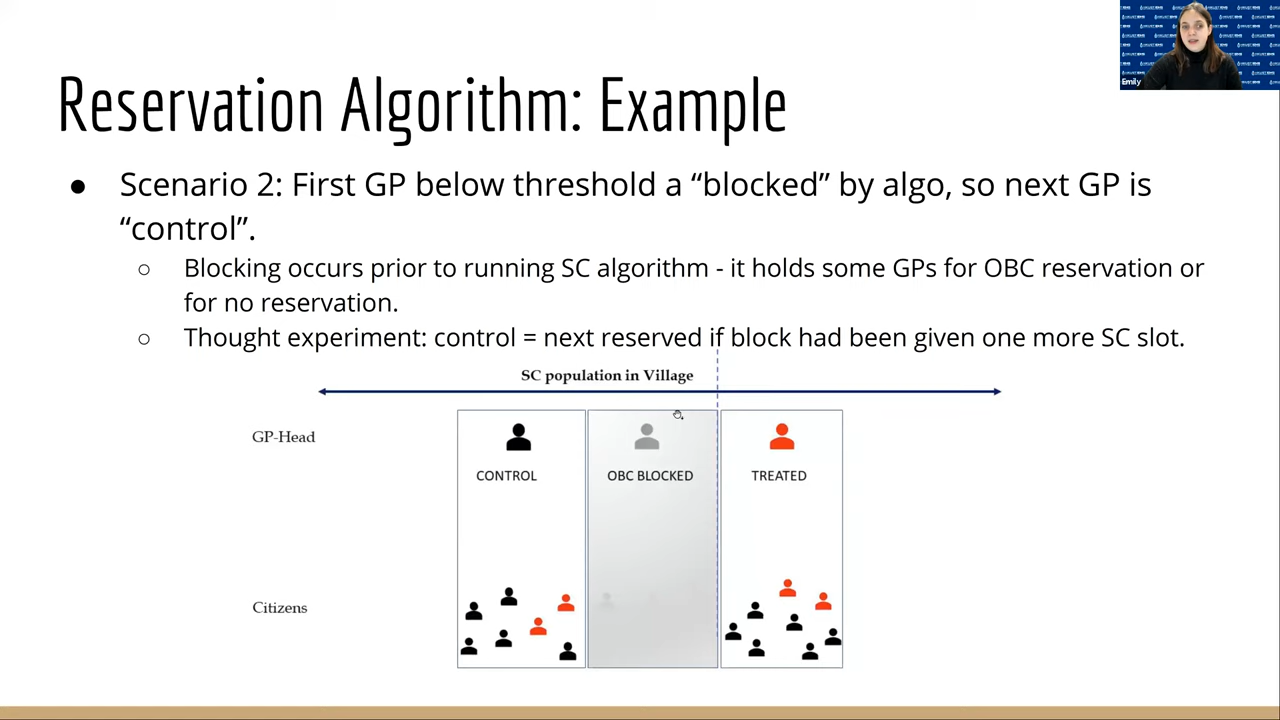 Emily
Reservation Algorithm: Example
● Scenario 2: First GP below threshold a “blocked” by algo, so next GP is
“control”.
○ Blocking occurs prior to running SC algorithm - it holds some GPs for OBC reservation or
for no reservation.
○ Thought experiment: control = next reserved if block had been given one more SC slot.
SC population in Village
GP-Head
CONTROL
OBC BLOCKED
TREATED
Citizens